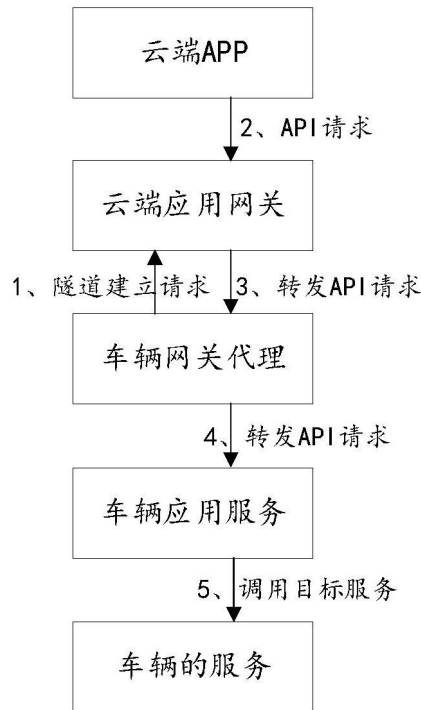 云端APP
2、API请求
云端应用网关
1、隧道建立请求
3、转发API请求
车辆网关代理
4、转发API请求
车辆应用服务
5、调用目标服务
车辆的服务